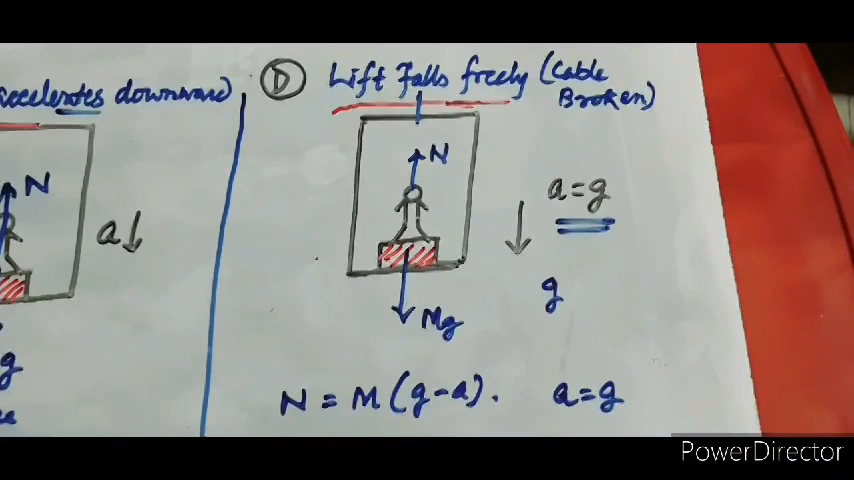 accelerates downward)
D Lift Falls freely (Cable
Broken)
N
a
g
N
a=g
g
Mg
N = M(g-a). a=g
PowerDirector